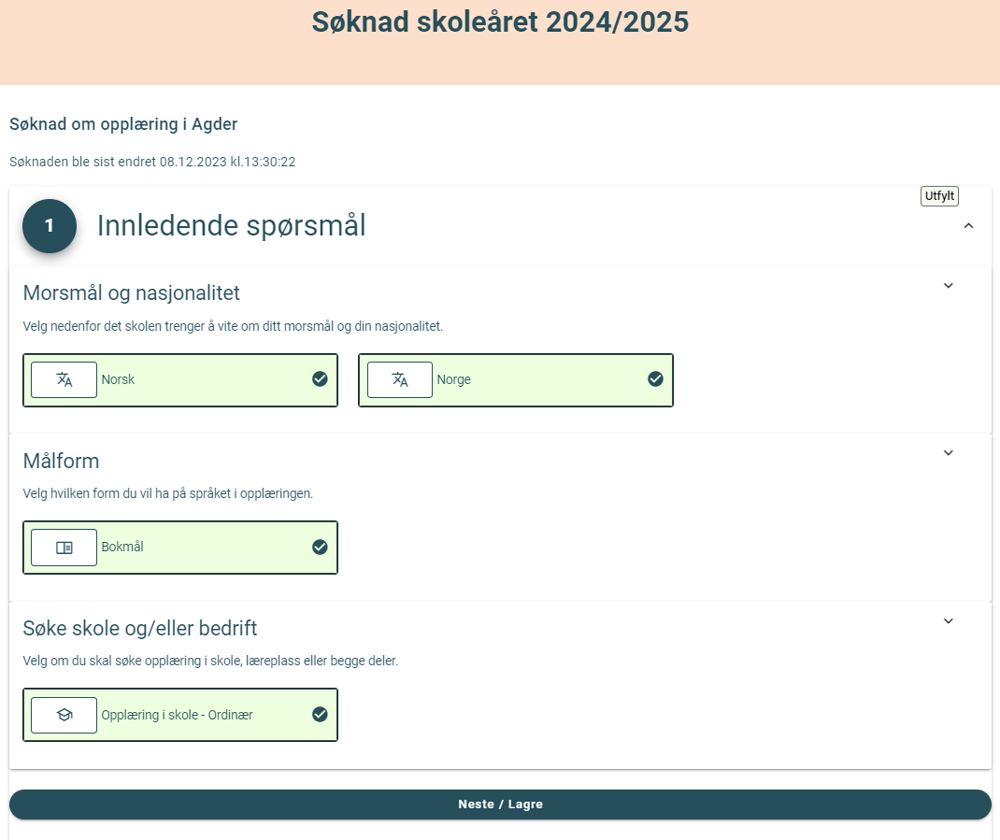 Søknad skoleåret 2024/2025
Søknad om opplæring i Agder
Søknaden ble sist endret 08.12.2023 kl.13:30:22
Utfylt
1 Innledende spørsmål
Morsmål og nasjonalitet
Velg nedenfor det skolen trenger å vite om ditt morsmål og din nasjonalitet.
Norsk Norge
Målform
Velg hvilken form du vil ha på språket i opplæringen.
Bokmål
Søke skole og/eller bedrift
Velg om du skal søke opplæring i skole, læreplass eller begge deler.
Opplæring i skole - Ordinær
Neste / Lagre